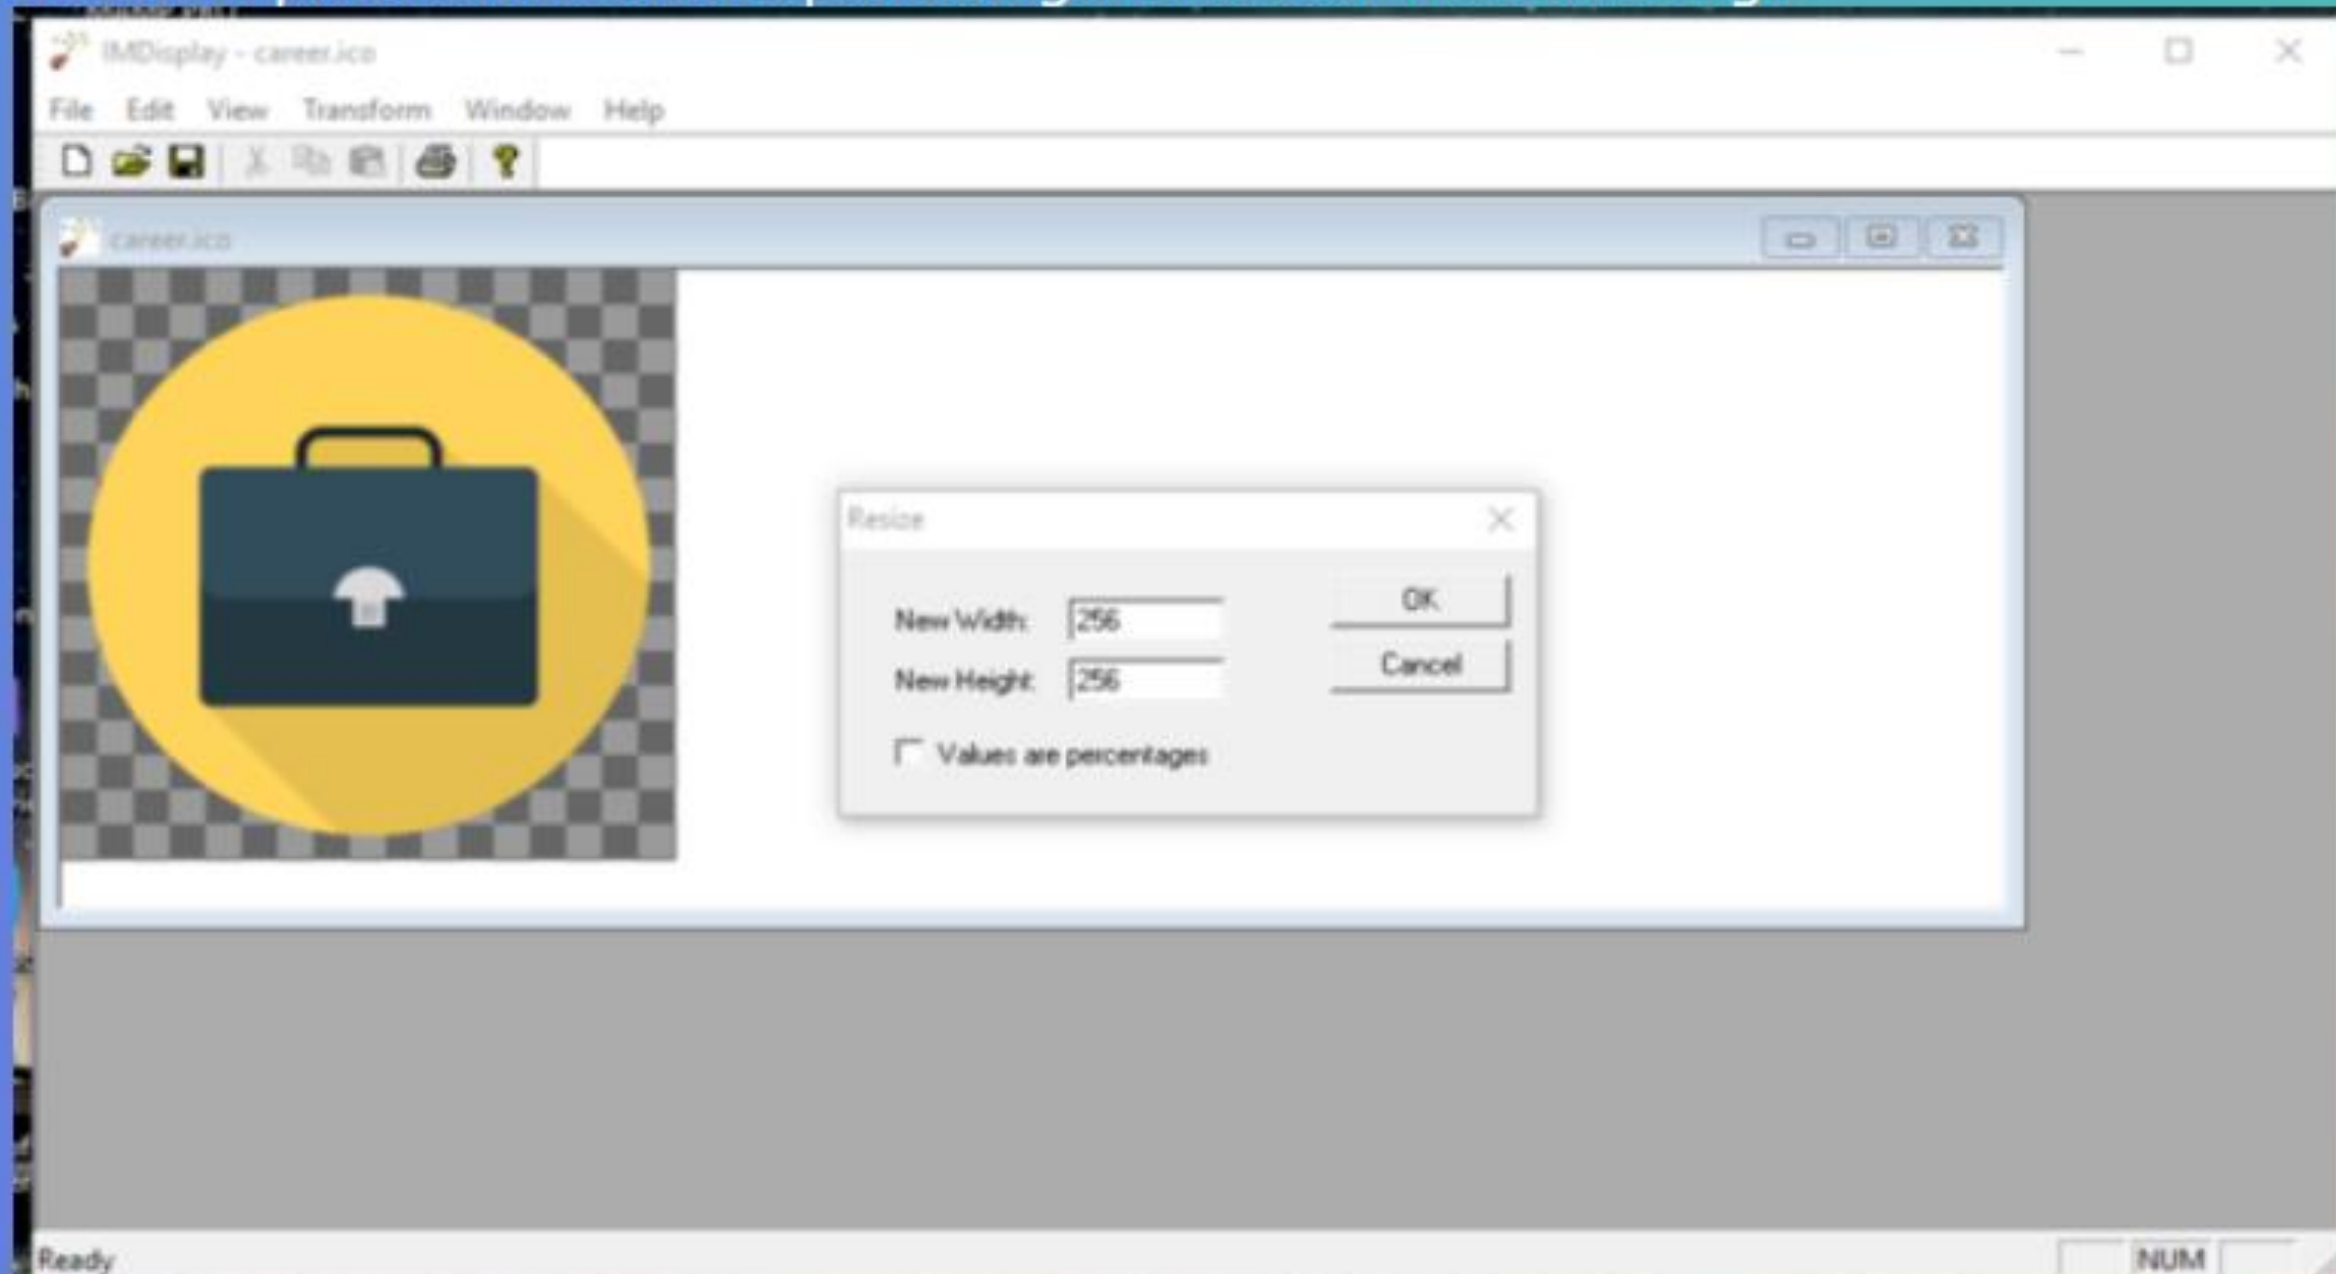 IMDisplay - career.ico
File Edit View Transform Window Help
career.ico
Resize
New Width: 256
OK
New Height: 256
Cancel
Values are percentages
Ready
NUM